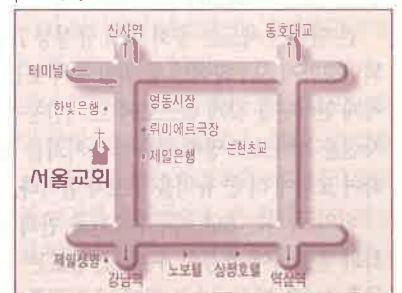 신사역
동호대교
터미널 ←
한빛은행
영동시장
뤼미에르극장
제일은행
논현초교
서울교회
제일생명
강남역
노보텔
삼정호텔
역삼역